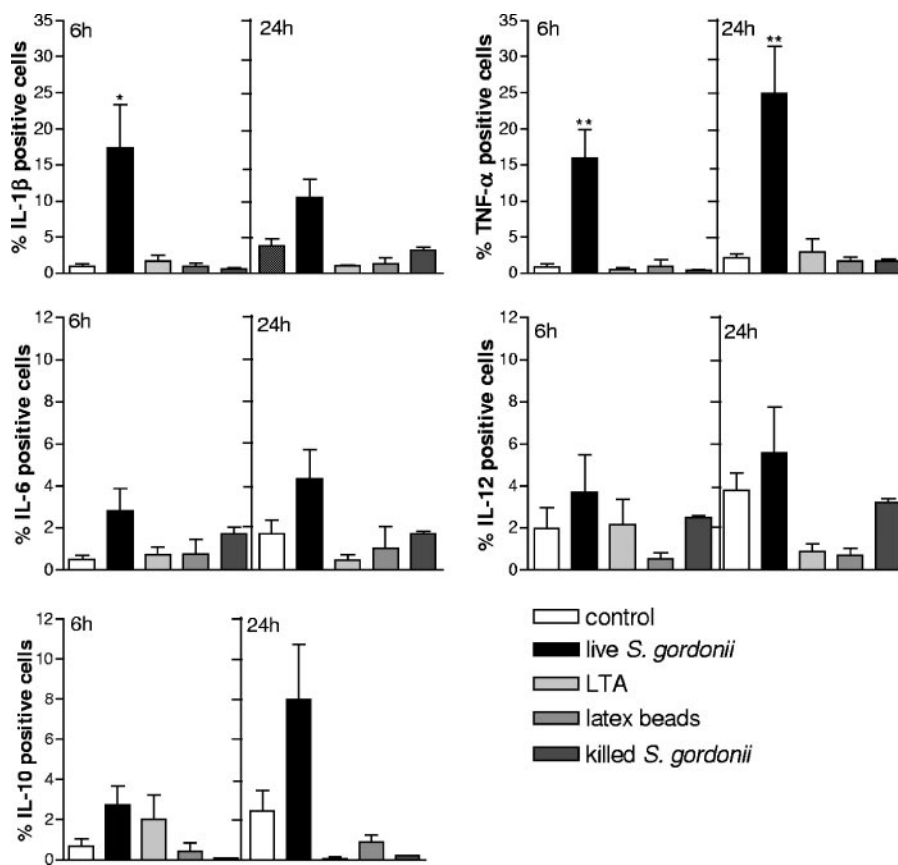 % IL-1β positive cells
35
30
25
20
15
10
5
0
6h
*
24h
% TNF-α positive cells
35
30
25
20
15
10
5
0
6h
**
24h
**
% IL-6 positive cells
12
10
8
6
4
2
0
6h
24h
% IL-12 positive cells
12
10
8
6
4
2
0
6h
24h
% IL-10 positive cells
12
10
8
6
4
2
0
6h
24h
control
live S. gordonii
LTA
latex beads
killed S. gordonii